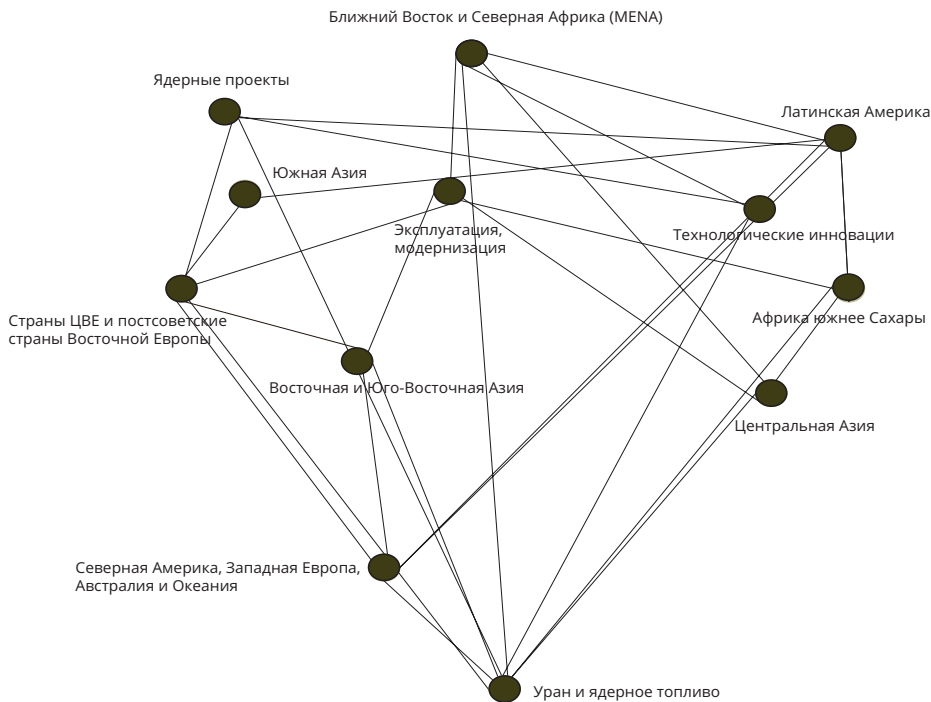 Ближний Восток и Северная Африка (MENA)
Ядерные проекты
Латинская Америка
Южная Азия
Эксплуатация,
модернизация
Технологические инновации
Страны ЦВЕ и постсоветские
страны Восточной Европы
Африка южнее Сахары
Восточная и Юго-Восточная Азия
Центральная Азия
Северная Америка, Западная Европа,
Австралия и Океания
Уран и ядерное топливо